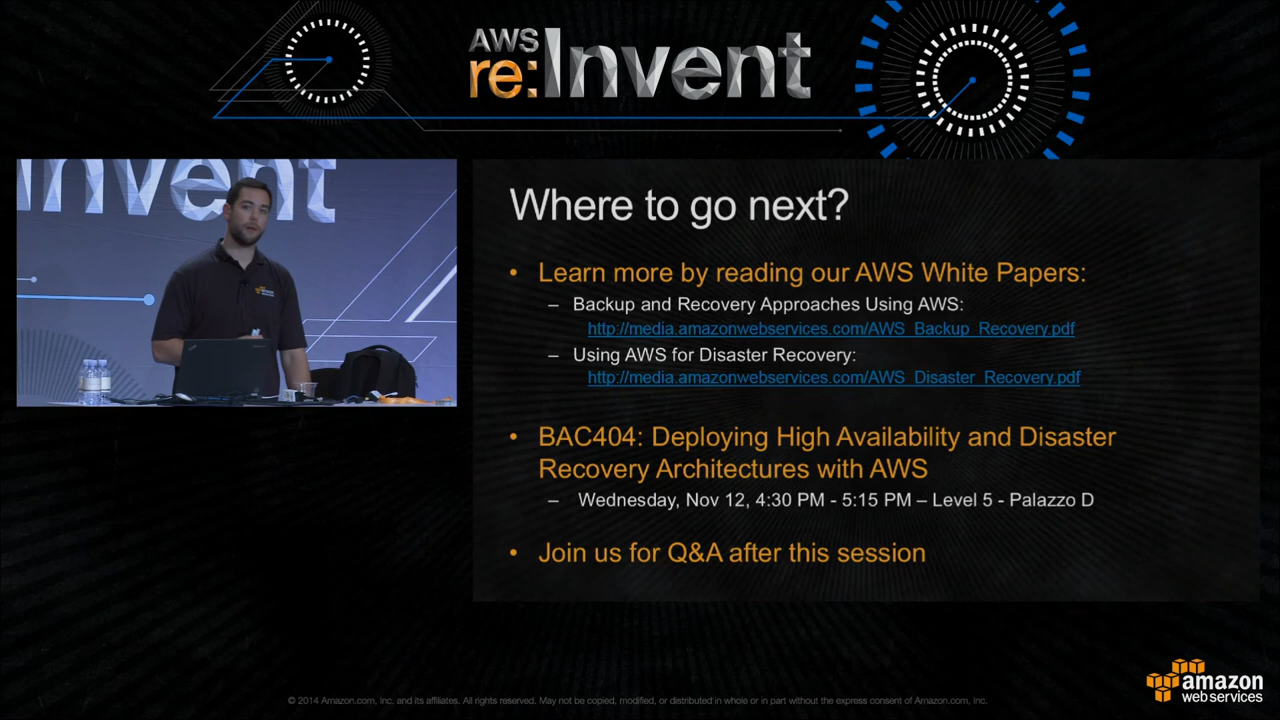 AWS
re:Invent
invent
Where to go next?
• Learn more by reading our AWS White Papers:
– Backup and Recovery Approaches Using AWS:
http://media.amazonwebservices.com/AWS_Backup_Recovery.pdf
– Using AWS for Disaster Recovery:
http://media.amazonwebservices.com/AWS_Disaster_Recovery.pdf
• BAC404: Deploying High Availability and Disaster
Recovery Architectures with AWS
– Wednesday, Nov 12, 4:30 PM - 5:15 PM – Level 5 - Palazzo D
• Join us for Q&A after this session
amazon
web services
© 2014 Amazon.com, Inc. and its affiliates. All rights reserved. May not be copied, modified, or distributed in whole or in part without the express consent of Amazon.com, Inc.